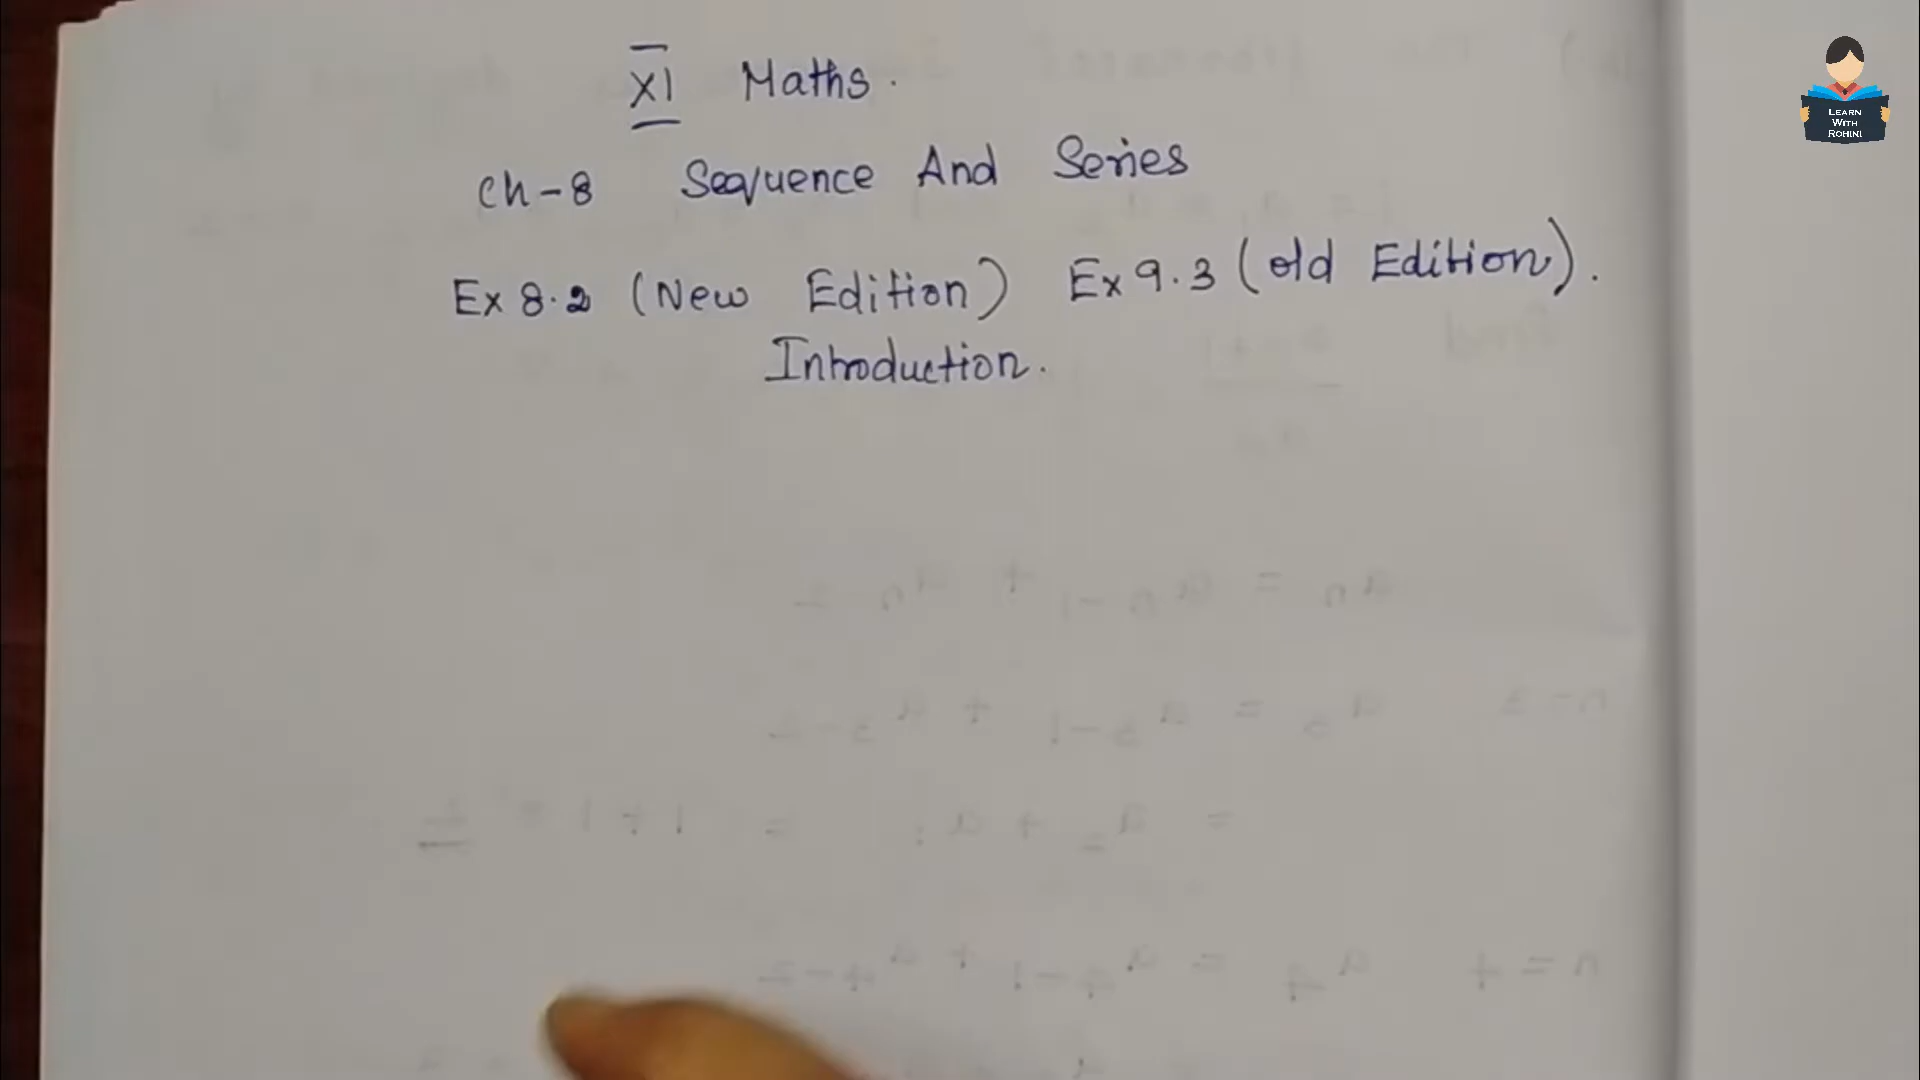 XI Maths.
Ch-8 Sequence And Series
Ex 8.2 (New Edition) Ex 9.3 (old Edition).
Introduction.
LEARN
WITH
ROHINI